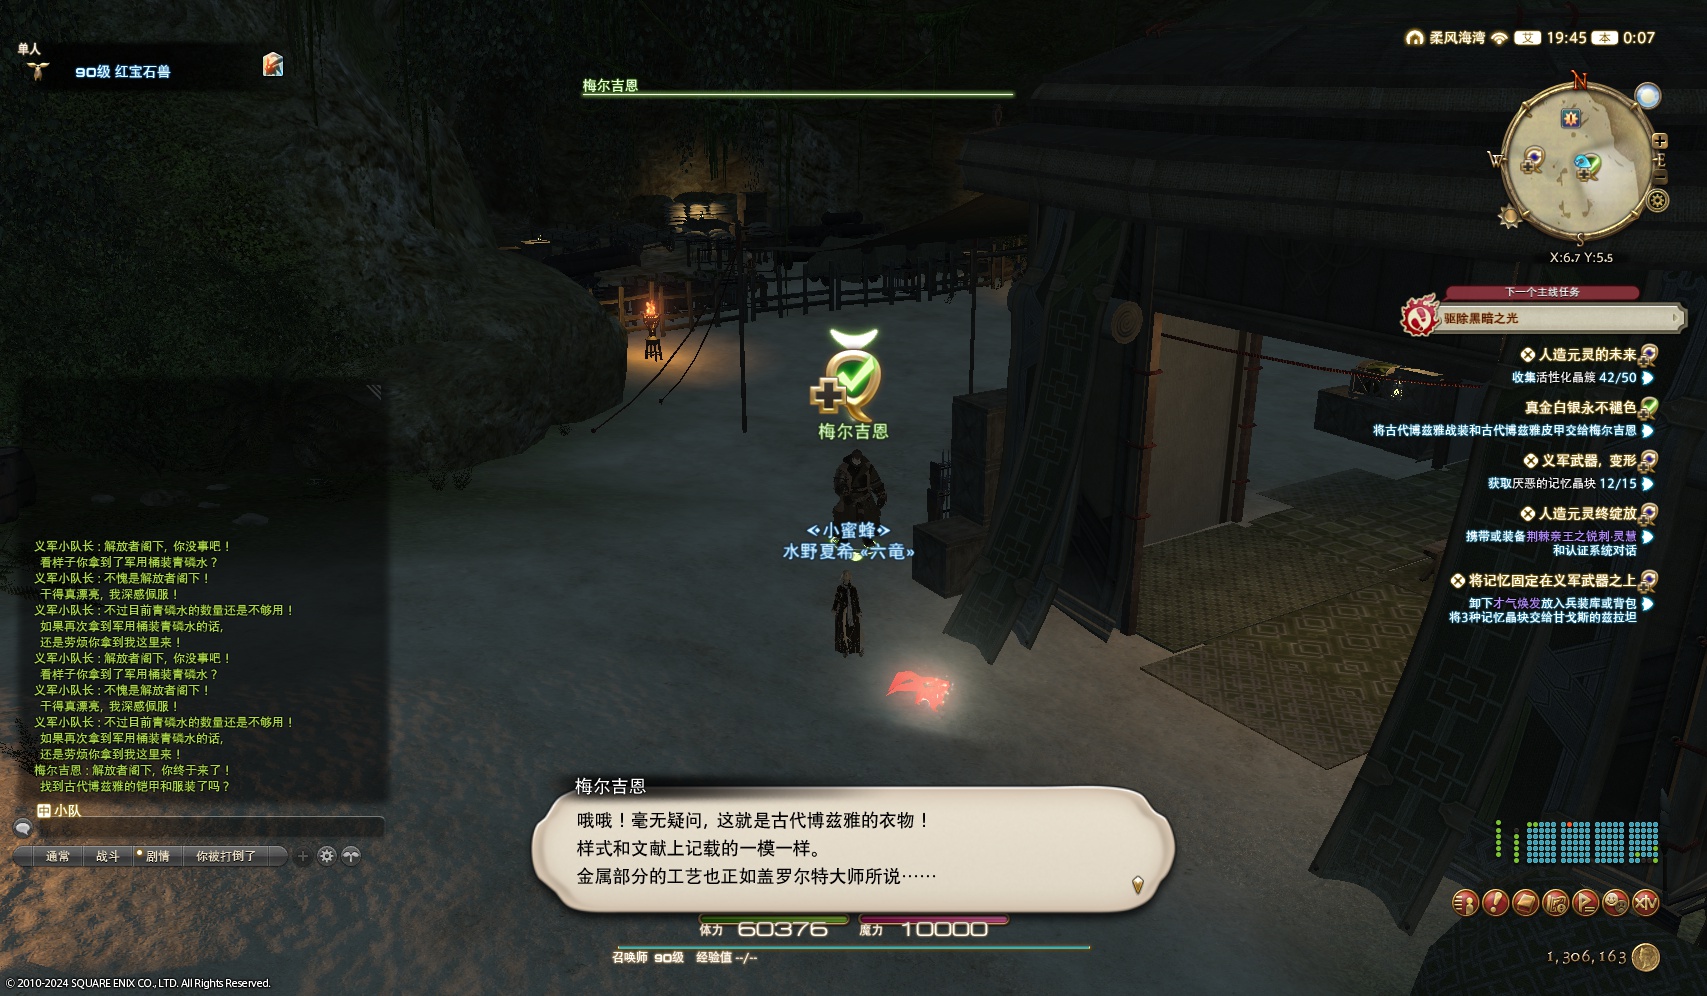 单人
90级 红宝石兽
梅尔吉恩
柔风海湾 艾 19:45 本 0:07
N
W
E
S
X:6.7 Y:5.5
下一个主线任务
驱除黑暗之光
人造元灵的未来
收集活性化晶簇 42/50
真金白银永不褪色
将古代博兹雅战装和古代博兹雅皮甲交给梅尔吉恩
义军武器，变形
获取厌恶的记忆晶块 12/15
人造元灵终绽放
携带或装备荆棘亲王之锐刺·灵慧
和认证系统对话
将记忆固定在义军武器之上
卸下才气焕发放入兵装库或背包
将3种记忆晶块交给甘戈斯的兹拉坦
梅尔吉恩
小蜜蜂
水野夏希«六竜»
义军小队长：解放者阁下，你没事吧！
看样子你拿到了军用桶装青磷水？
义军小队长：不愧是解放者阁下！
干得真漂亮，我深感佩服！
义军小队长：不过目前青磷水的数量还是不够用！
如果再次拿到军用桶装青磷水的话，
还是劳烦你拿到我这里来！
义军小队长：解放者阁下，你没事吧！
看样子你拿到了军用桶装青磷水？
义军小队长：不愧是解放者阁下！
干得真漂亮，我深感佩服！
义军小队长：不过目前青磷水的数量还是不够用！
如果再次拿到军用桶装青磷水的话，
还是劳烦你拿到我这里来！
梅尔吉恩：解放者阁下，你终于来了！
找到古代博兹雅的铠甲和服装了吗？
中 小队
通常 战斗 剧情 你被打倒了
梅尔吉恩
哦哦！毫无疑问，这就是古代博兹雅的衣物！
样式和文献上记载的一模一样。
金属部分的工艺也正如盖罗尔特大师所说……
体力 60376 魔力 10000
召唤师 90级 经验值 --/--
XIV
1,306,163
© 2010-2024 SQUARE ENIX CO., LTD. All Rights Reserved.